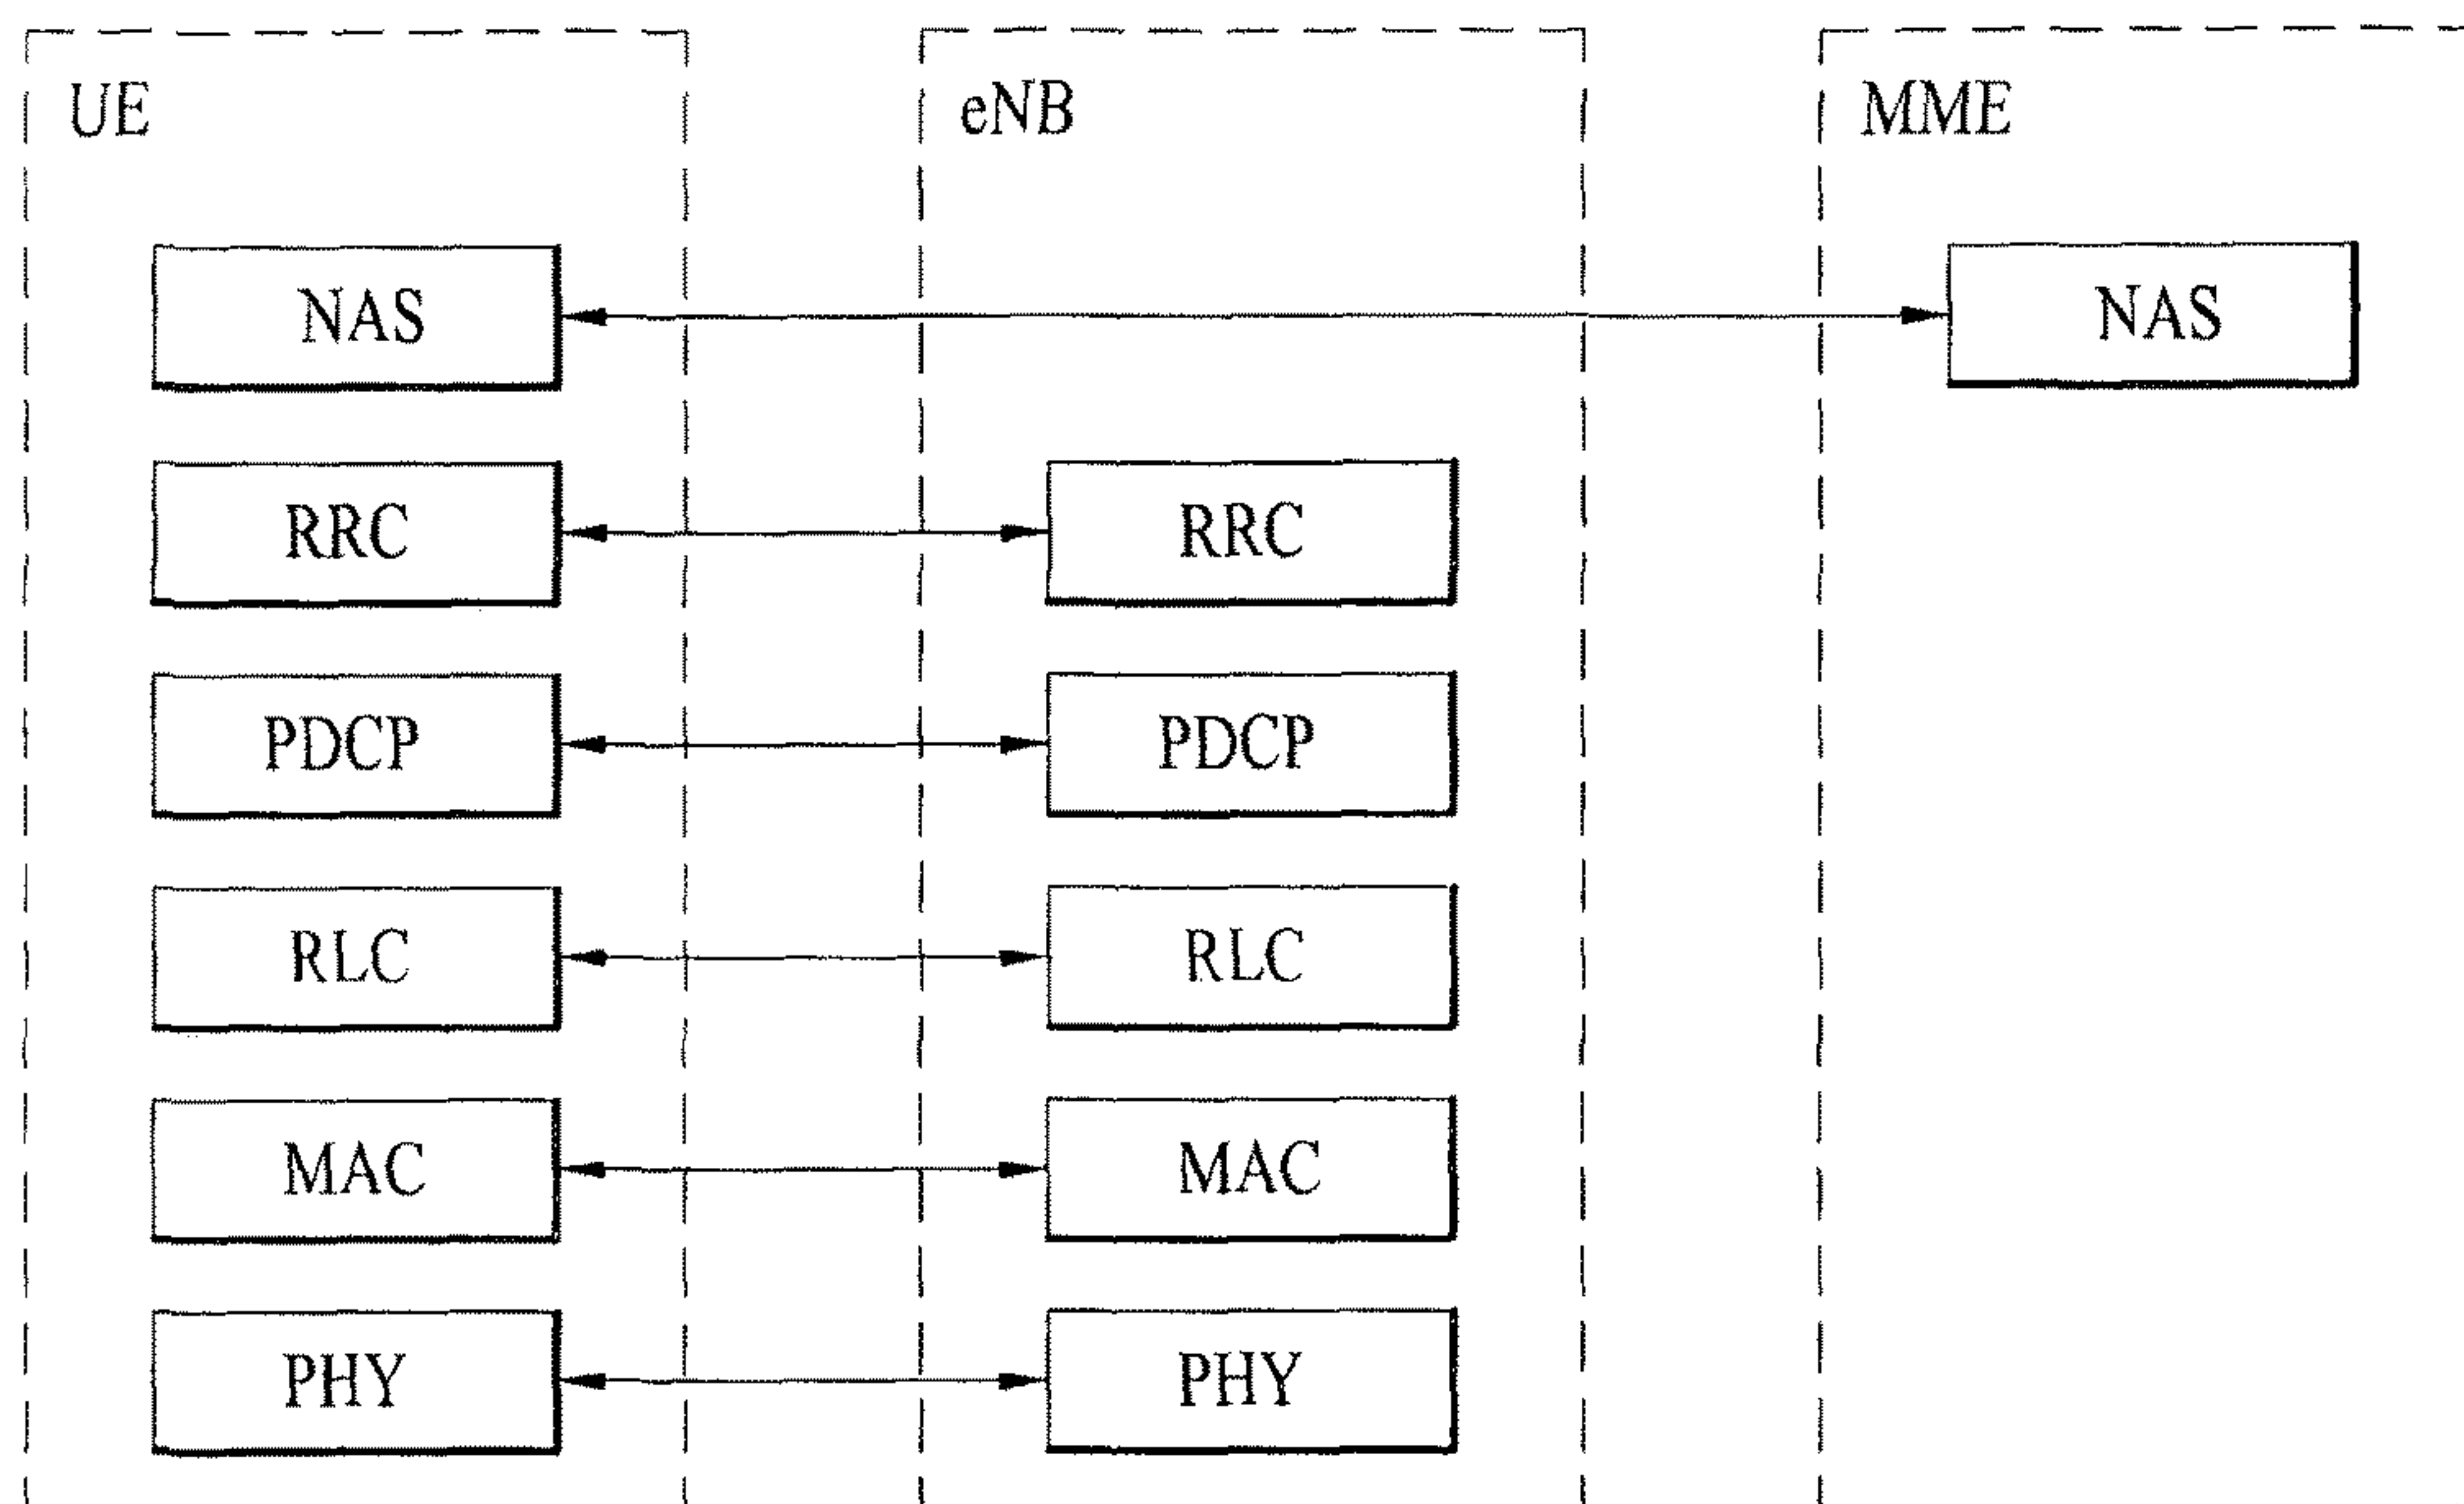 UE
eNB
MME
NAS
NAS
RRC
RRC
PDCP
PDCP
RLC
RLC
MAC
MAC
PHY
PHY